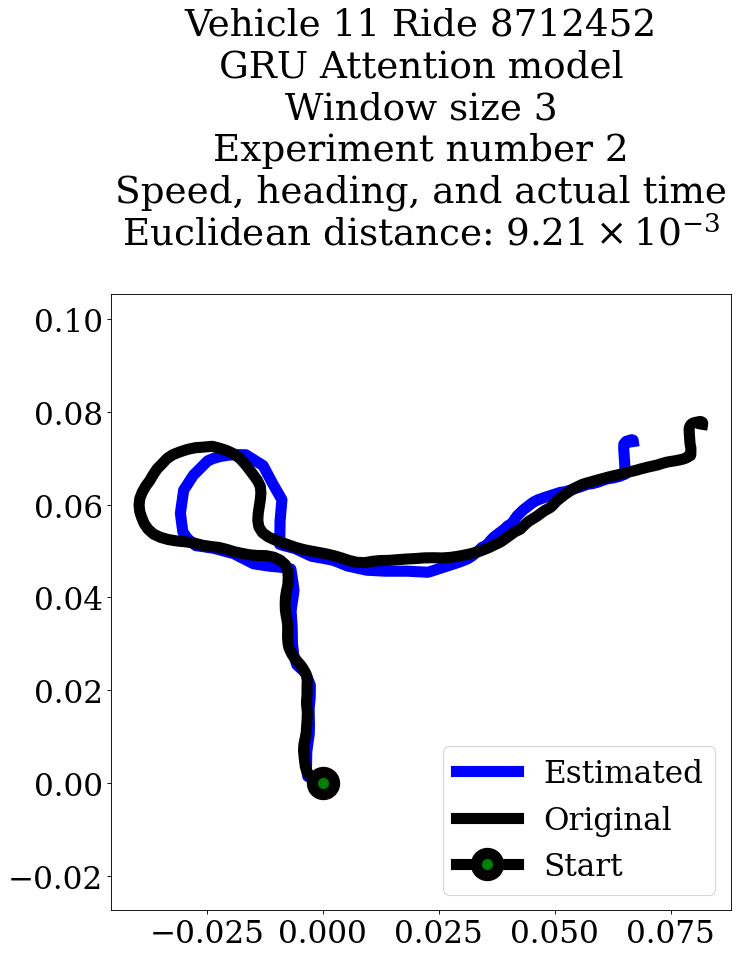 Vehicle 11 Ride 8712452
GRU Attention model
Window size 3
Experiment number 2
Speed, heading, and actual time
Euclidean distance: 9.21 × 10⁻³
0.10
0.08
0.06
0.04
0.02
0.00
−0.02
Estimated
Original
Start
−0.025 0.000 0.025 0.050 0.075